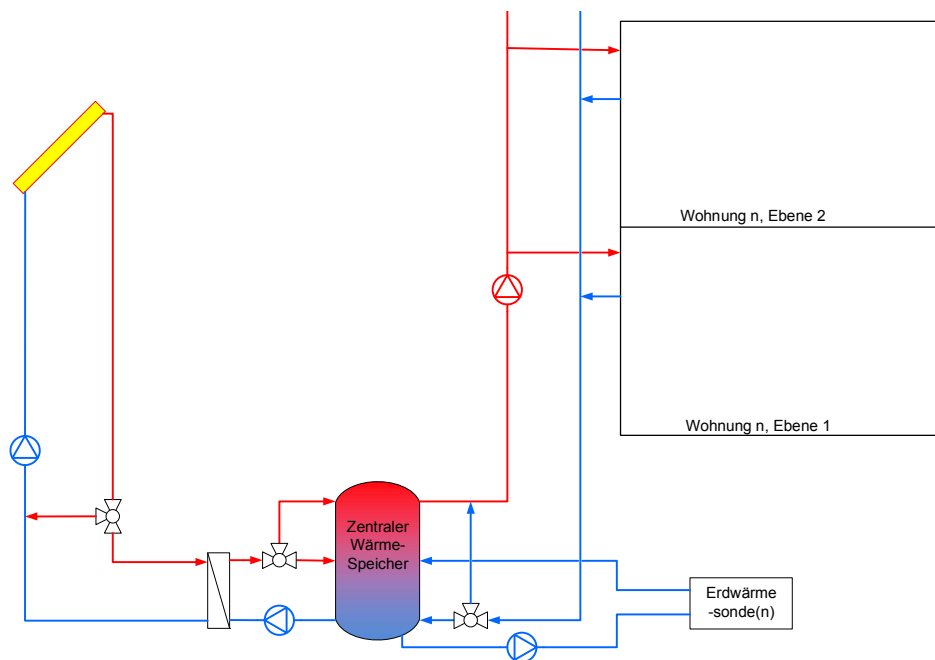 Wohnung n, Ebene 2
Wohnung n, Ebene 1
Zentraler
Wärme-
Speicher
Erdwärme
-sonde(n)